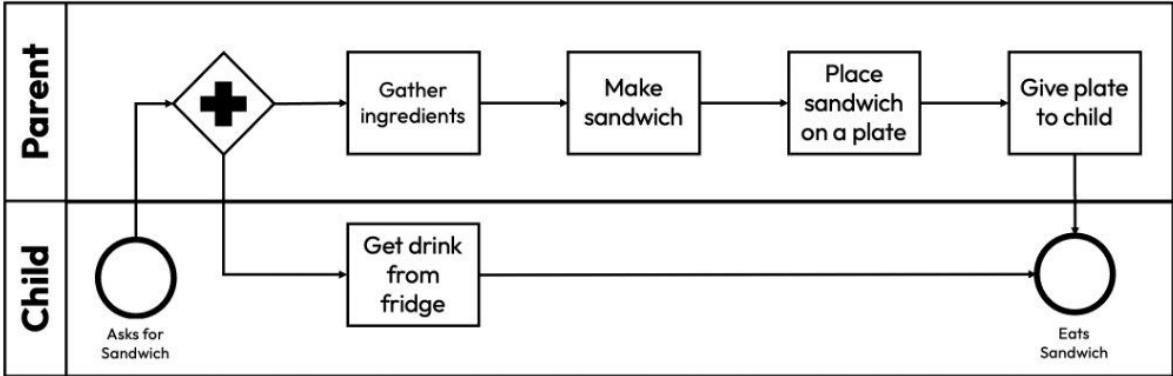 Parent
Gather
ingredients
Make
sandwich
Place
sandwich
on a plate
Give plate
to child
Child
Asks for
Sandwich
Get drink
from
fridge
Eats
Sandwich